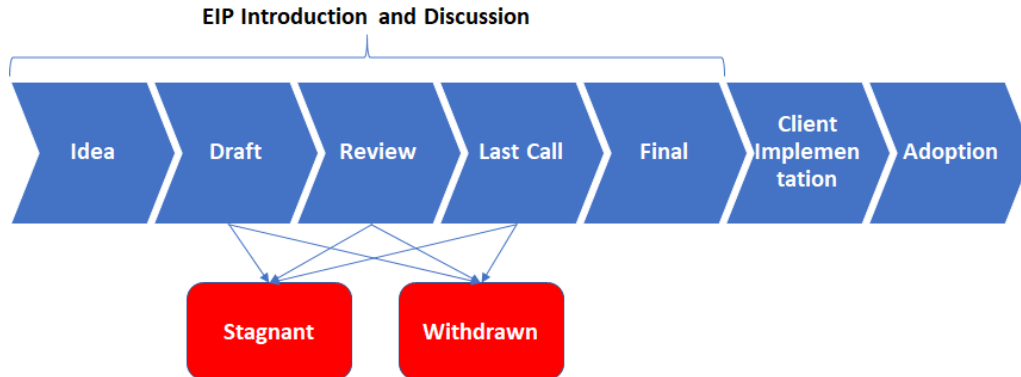 EIP Introduction and Discussion
Idea
Draft
Review
Last Call
Final
Client
Implemen
tation
Adoption
Stagnant
Withdrawn